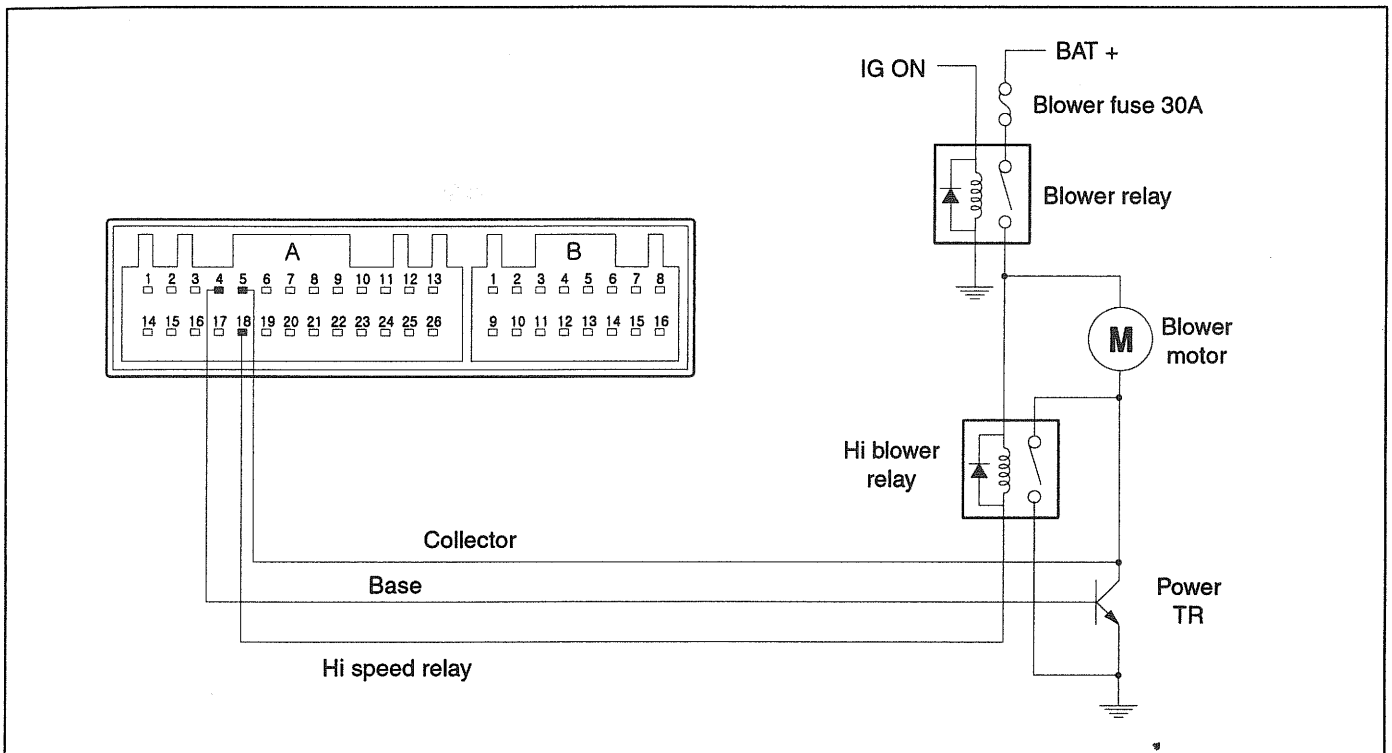 BAT +
IG ON
Blower fuse 30A
Blower relay
A B
1 2 3 4 5 6 7 8 9 10 11 12 13 1 2 3 4 5 6 7 8
14 15 16 17 18 19 20 21 22 23 24 25 26 9 10 11 12 13 14 15 16
M
Blower
motor
Hi blower
relay
Collector
Base
Power
TR
Hi speed relay